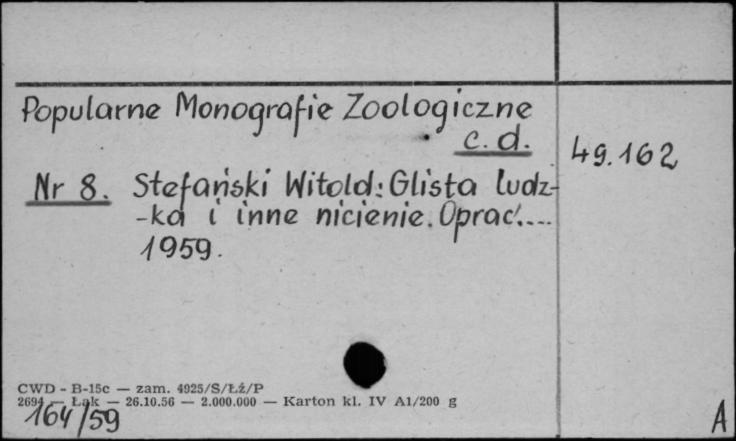 Popularne Monografie Zoologiczne
c.d.
49.162
Nr 8. Stefański Witold: Glista ludz-
-ka i inne nicienie. Oprac.....
1959.
CWD - B-15c — zam. 4925/S/Łź/P
2694 — Łąk — 26.10.56 — 2.000.000 — Karton kl. IV A1/200 g
164/59
A